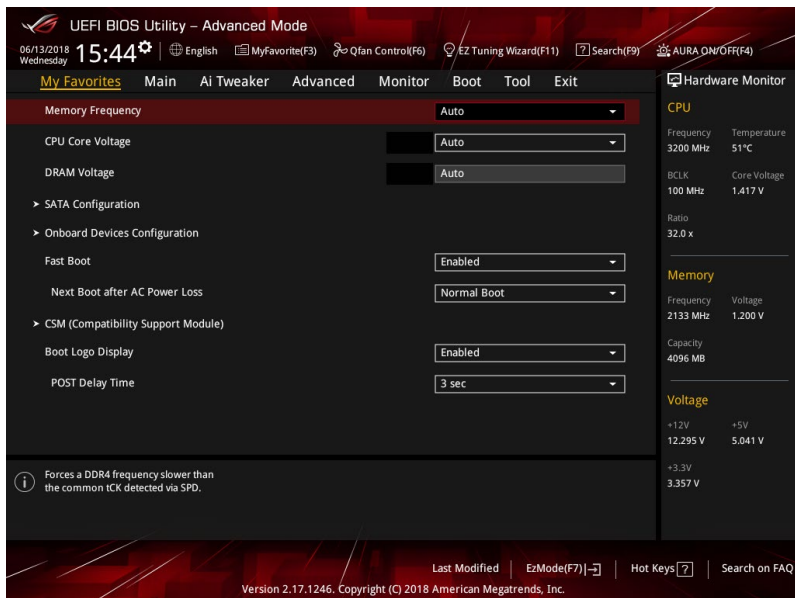 UEFI BIOS Utility – Advanced Mode
06/13/2018 Wednesday 15:44 English MyFavorite(F3) Qfan Control(F6) EZ Tuning Wizard(F11) ? Search(F9) AURA ON/OFF(F4)
My Favorites Main Ai Tweaker Advanced Monitor Boot Tool Exit
Hardware Monitor
Memory Frequency Auto
CPU Core Voltage Auto
DRAM Voltage Auto
> SATA Configuration
> Onboard Devices Configuration
Fast Boot Enabled
Next Boot after AC Power Loss Normal Boot
> CSM (Compatibility Support Module)
Boot Logo Display Enabled
POST Delay Time 3 sec
CPU
Frequency Temperature
3200 MHz 51°C
BCLK Core Voltage
100 MHz 1.417 V
Ratio
32.0 x
Memory
Frequency Voltage
2133 MHz 1.200 V
Capacity
4096 MB
Voltage
+12V +5V
12.295 V 5.041 V
+3.3V
3.357 V
i Forces a DDR4 frequency slower than
the common tCK detected via SPD.
Last Modified EzMode(F7) Hot Keys ? Search on FAQ
Version 2.17.1246. Copyright (C) 2018 American Megatrends, Inc.